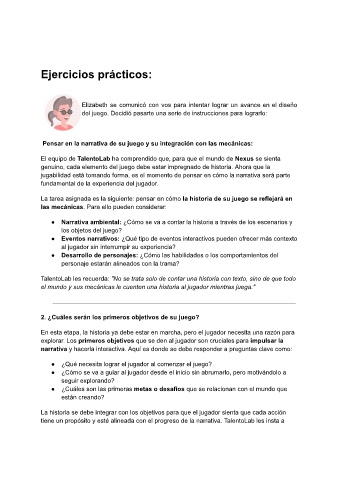 Ejercicios prácticos:
Elizabeth se comunicó con vos para intentar lograr un avance en el diseño
del juego. Decidió pasarte una serie de instrucciones para lograrlo:
Pensar en la narrativa de su juego y su integración con las mecánicas:
El equipo de TalentoLab ha comprendido que, para que el mundo de Nexus se sienta
genuino, cada elemento del juego debe estar impregnado de historia. Ahora que la
jugabilidad está tomando forma, es el momento de pensar en cómo la narrativa será parte
fundamental de la experiencia del jugador.
La tarea asignada es la siguiente: pensar en cómo la historia de su juego se reflejará en
las mecánicas. Para ello pueden considerar:
● Narrativa ambiental: ¿Cómo se va a contar la historia a través de los escenarios y
los objetos del juego?
● Eventos narrativos: ¿Qué tipo de eventos interactivos pueden ofrecer más contexto
al jugador sin interrumpir su experiencia?
● Desarrollo de personajes: ¿Cómo las habilidades o los comportamientos del
personaje estarán alineados con la trama?
TalentoLab les recuerda: "No se trata solo de contar una historia con texto, sino de que todo
el mundo y sus mecánicas le cuenten una historia al jugador mientras juega."
2. ¿Cuáles serán los primeros objetivos de su juego?
En esta etapa, la historia ya debe estar en marcha, pero el jugador necesita una razón para
explorar. Los primeros objetivos que se den al jugador son cruciales para impulsar la
narrativa y hacerla interactiva. Aquí es donde se debe responder a preguntas clave como:
● ¿Qué necesita lograr el jugador al comenzar el juego?
● ¿Cómo se va a guiar al jugador desde el inicio sin abrumarlo, pero motivándolo a
seguir explorando?
● ¿Cuáles son las primeras metas o desafíos que se relacionan con el mundo que
están creando?
La historia se debe integrar con los objetivos para que el jugador sienta que cada acción
tiene un propósito y esté alineada con el progreso de la narrativa. TalentoLab les insta a